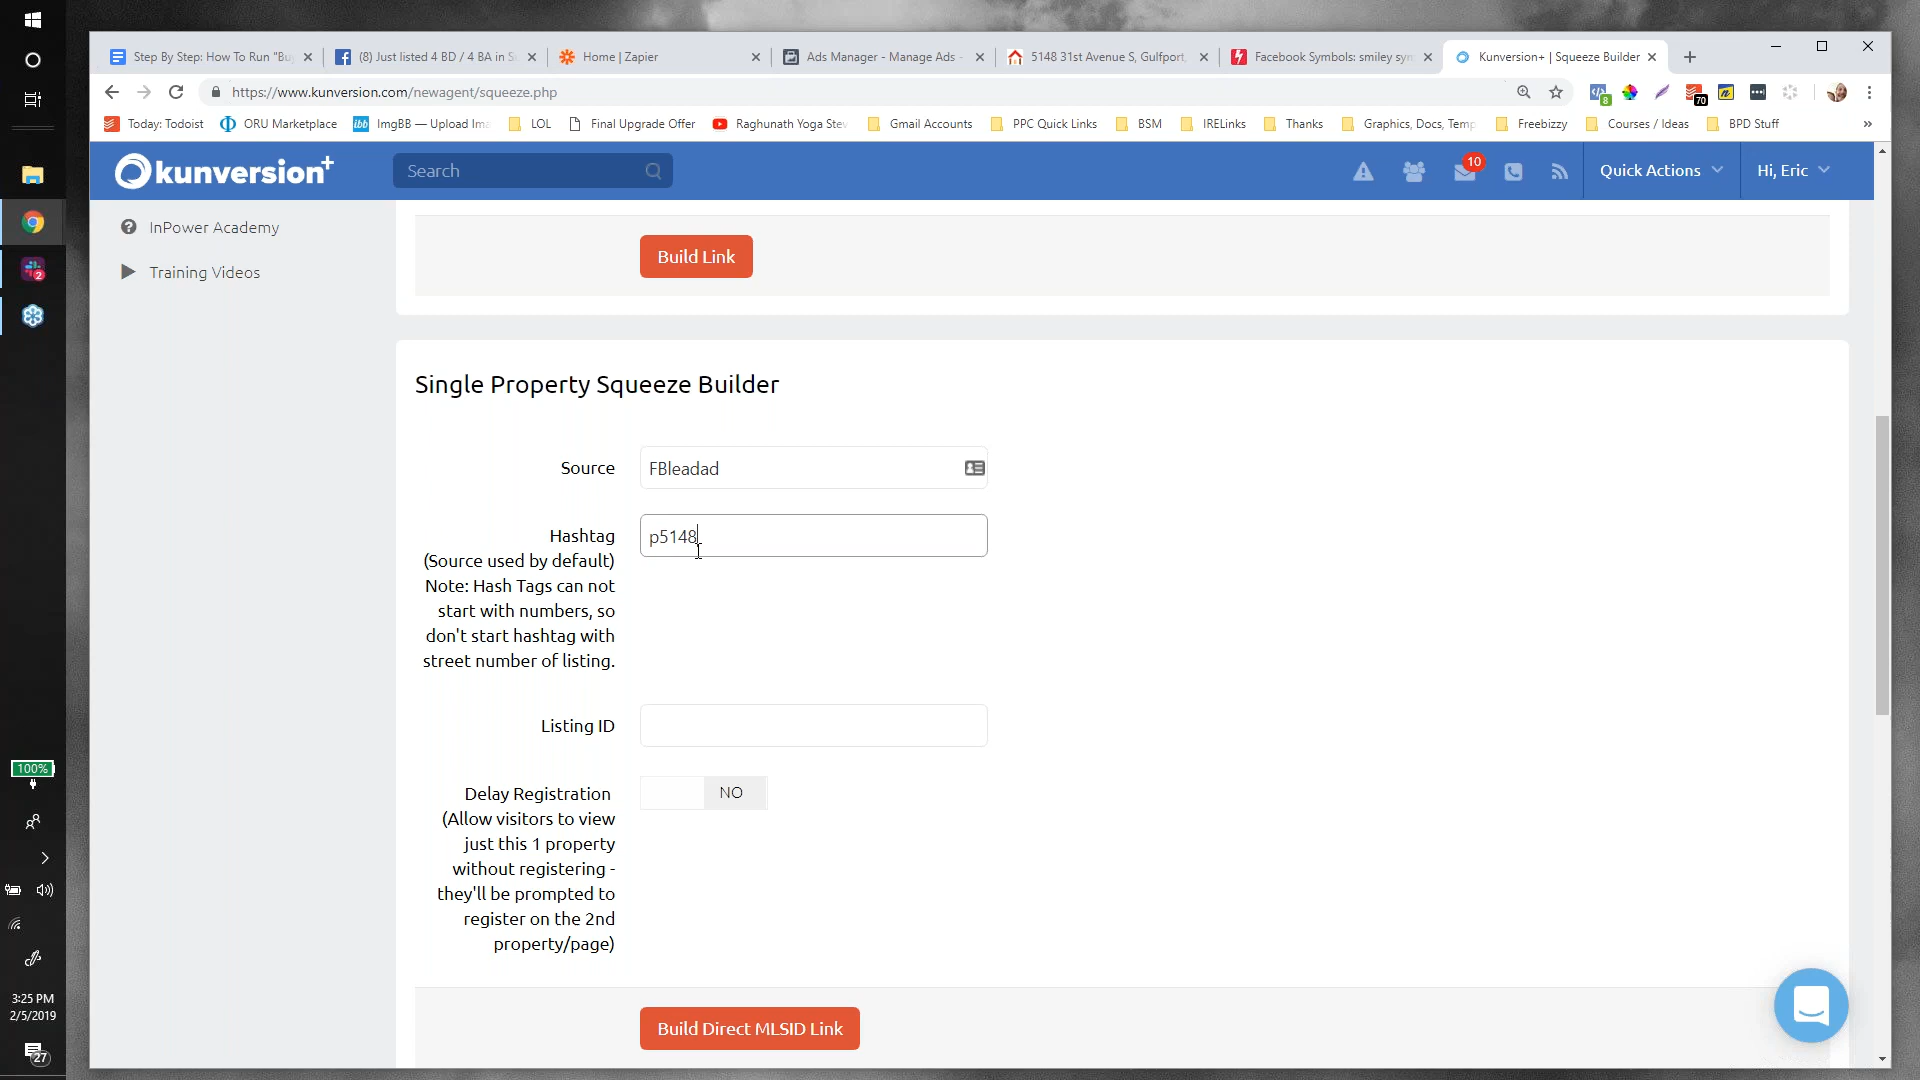 Step By Step: How To Run "Bu
(8) Just listed 4 BD / 4 BA in S
Home | Zapier
Ads Manager - Manage Ads -
5148 31st Avenue S, Gulfport,
Facebook Symbols: smiley sym
Kunversion+ | Squeeze Builder
https://www.kunversion.com/newagent/squeeze.php
8
70
Today: Todoist
ORU Marketplace
ibb
ImgBB — Upload Ima
LOL
Final Upgrade Offer
Raghunath Yoga Stev
Gmail Accounts
PPC Quick Links
BSM
IRELinks
Thanks
Graphics, Docs, Temp
Freebizzy
Courses / Ideas
BPD Stuff
»
kunversion+
Search
10
Quick Actions
Hi, Eric
InPower Academy
Training Videos
Build Link
Single Property Squeeze Builder
Source
FBleadad
Hashtag
(Source used by default)
Note: Hash Tags can not
start with numbers, so
don't start hashtag with
street number of listing.
p5148
Listing ID
Delay Registration
(Allow visitors to view
just this 1 property
without registering -
they'll be prompted to
register on the 2nd
property/page)
NO
Build Direct MLSID Link
2
100%
3:25 PM
2/5/2019
27